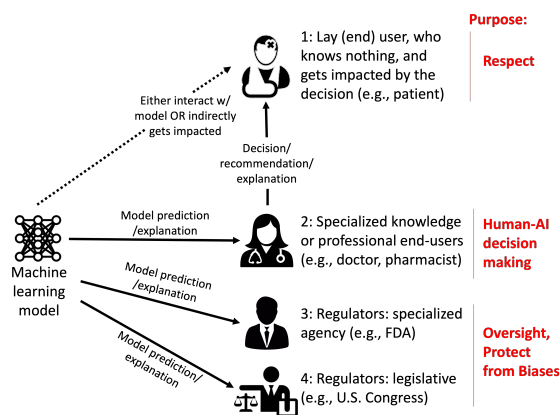 Purpose:
1: Lay (end) user, who
knows nothing, and
gets impacted by the
decision (e.g., patient)
Respect
Either interact w/
model OR indirectly
gets impacted
Decision/
recommendation/
explanation
Model prediction
/explanation
2: Specialized knowledge
or professional end-users
(e.g., doctor, pharmacist)
Human-AI
decision
making
Machine
learning
model
Model prediction
/explanation
3: Regulators: specialized
agency (e.g., FDA)
Oversight,
Protect
from Biases
Model prediction/
explanation
4: Regulators: legislative
(e.g., U.S. Congress)